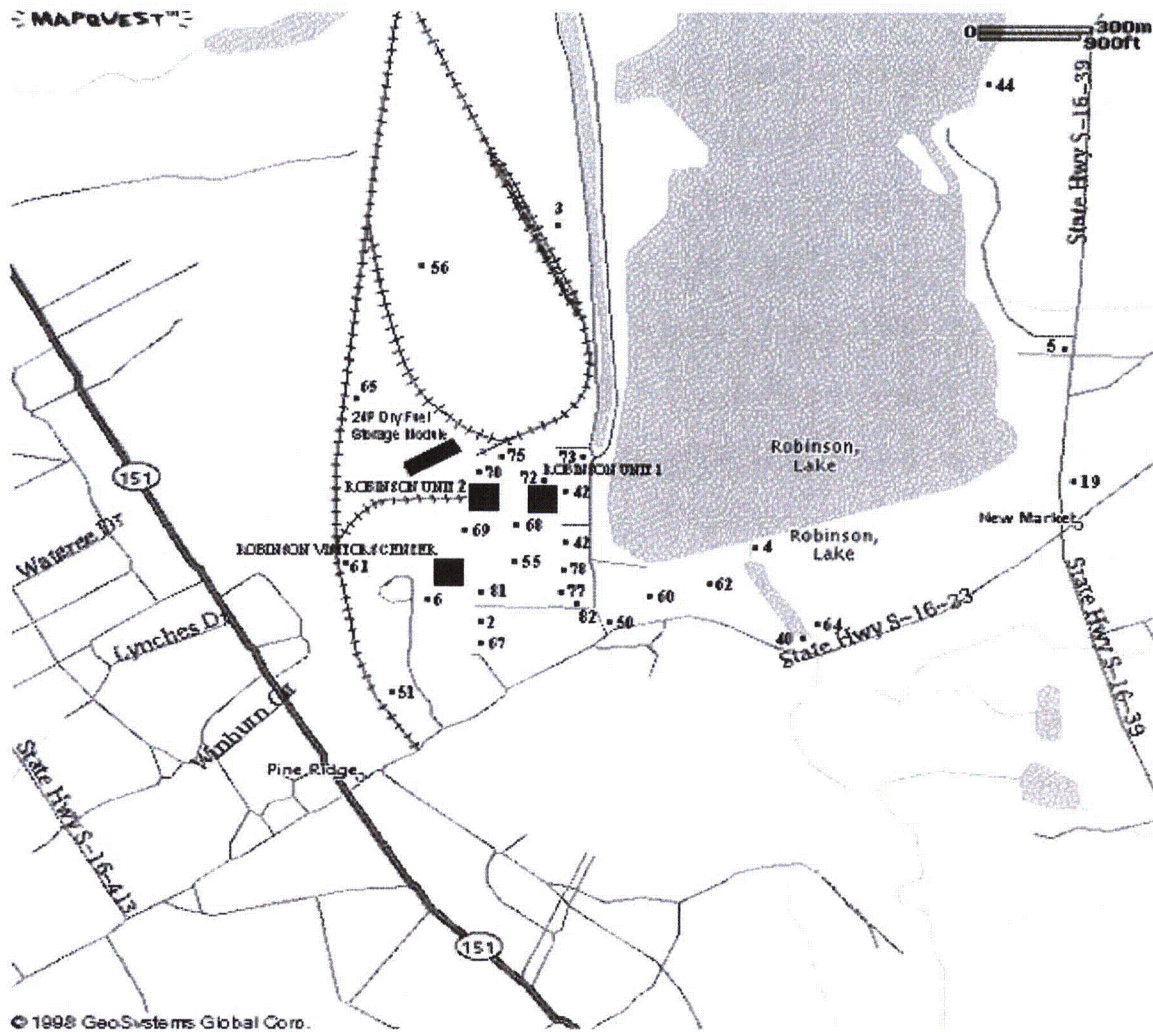 MAPQUEST™
0 300m
900ft
44
State Hwy S-16-39
3
56
5
65
24P Dry Fuel
Storage Module
75
73
ROBINSON UNIT 1
70
72
Robinson,
Lake
151
ROBINSON UNIT 2
42
19
New Market
69
68
Wateree Dr
ROBINSON VISITORS CENTER
42
4
Robinson,
Lake
61
55
78
62
6
81
77
60
82
50
2
64
40
State Hwy S-16-23
Lynches Dr
67
State Hwy S-16-39
51
Winburn Cir
Pine Ridge
State Hwy S-16-413
151
© 1998 GeoSystems Global Corp.